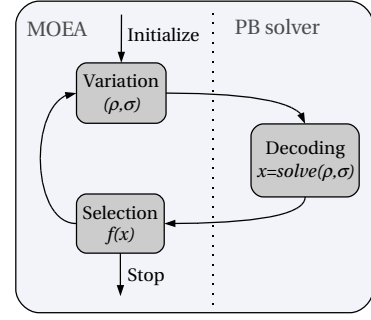 MOEA
PB solver
Initialize
Variation
(ρ,σ)
Decoding
x=solve(ρ,σ)
Selection
f(x)
Stop